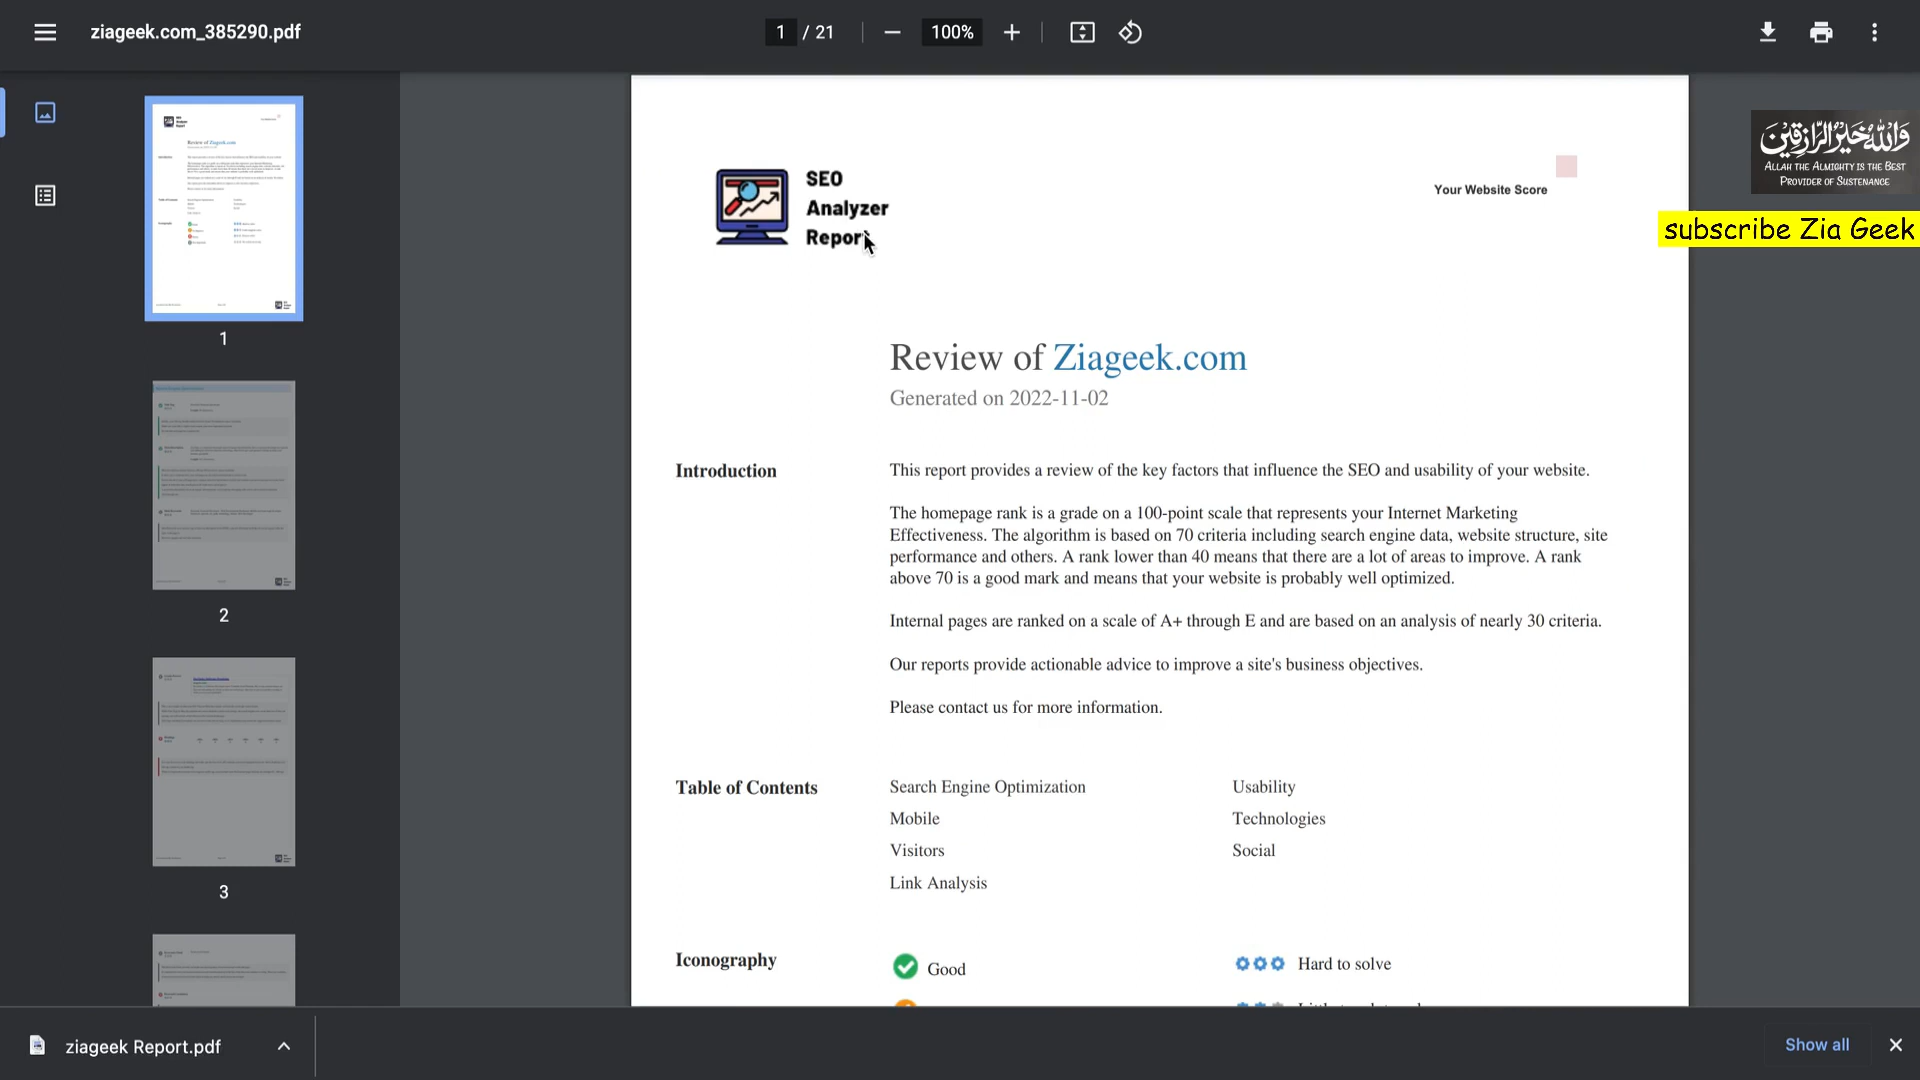 ziageek.com_385290.pdf
1 / 21
100%
1
2
3
SEO
Analyzer
Report
Your Website Score
وَاللّٰهُ خَيْرُ الرَّازِقِينَ
ALLAH THE ALMIGHTY IS THE BEST
PROVIDER OF SUSTENANCE
subscribe Zia Geek
Review of Ziageek.com
Generated on 2022-11-02
Introduction
This report provides a review of the key factors that influence the SEO and usability of your website.
The homepage rank is a grade on a 100-point scale that represents your Internet Marketing
Effectiveness. The algorithm is based on 70 criteria including search engine data, website structure, site
performance and others. A rank lower than 40 means that there are a lot of areas to improve. A rank
above 70 is a good mark and means that your website is probably well optimized.
Internal pages are ranked on a scale of A+ through E and are based on an analysis of nearly 30 criteria.
Our reports provide actionable advice to improve a site's business objectives.
Please contact us for more information.
Table of Contents
Search Engine Optimization
Usability
Mobile
Technologies
Visitors
Social
Link Analysis
Iconography
Good
Hard to solve
ziageek Report.pdf
Show all